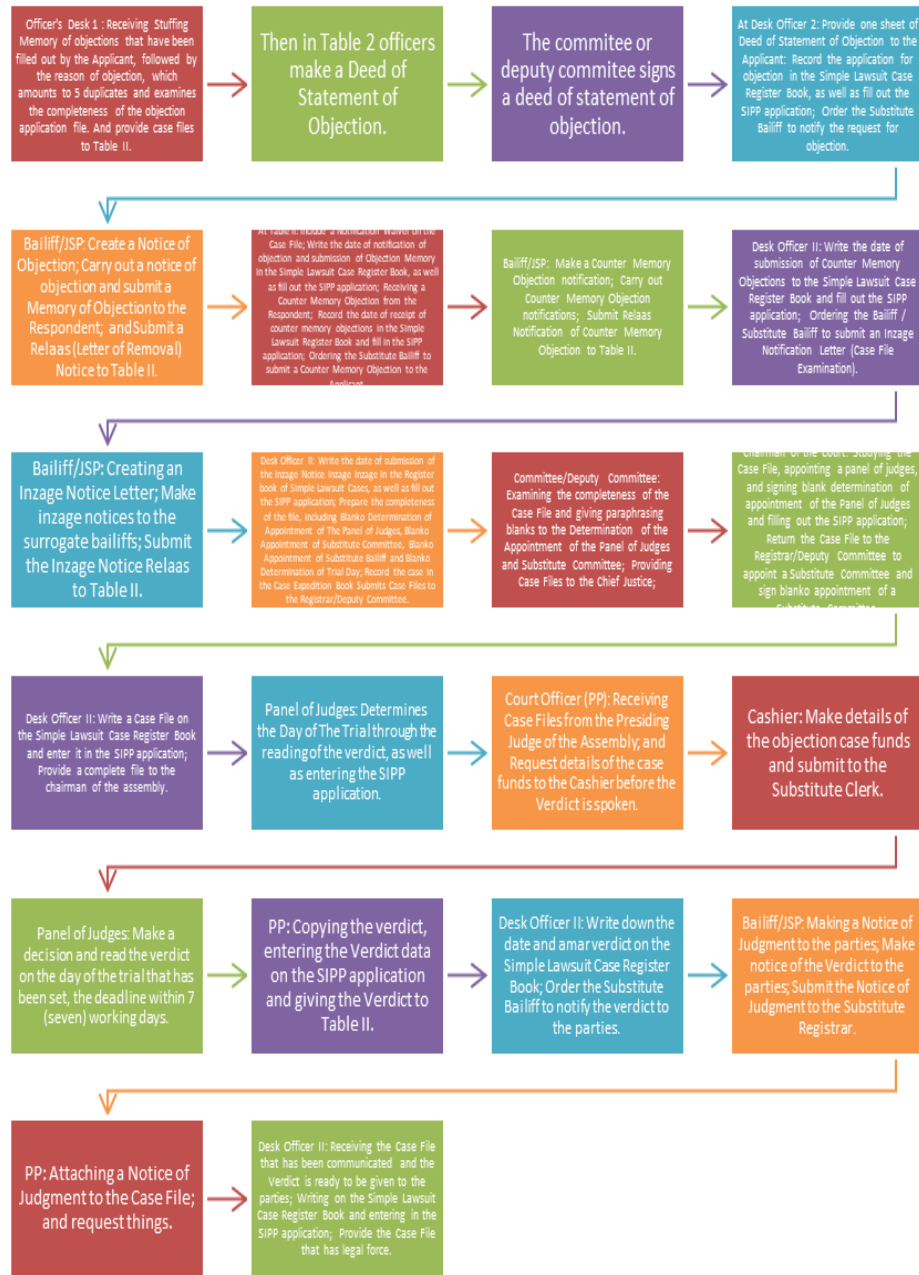 Officer's Desk 1 : Receiving Stuffing
Memory of objections that have been
filled out by the Applicant, followed by
the reason of objection, which
amounts to 5 duplicates and examines
the completeness of the objection
application file. And provide case files
to Table II.
Then in Table 2 officers
make a Deed of
Statement of
Objection.
The commitee or
deputy commitee signs
a deed of statement of
objection.
At Desk Officer 2: Provide one sheet of
Deed of Statement of Objection to the
Applicant: Record the application for
objection in the Simple Lawsuit Case
Register Book, as well as fill out the
SIPP application; Order the Substitute
Bailiff to notify the request for
objection.
Bailiff/JSP: Create a Notice of
Objection; Carry out a notice of
objection and submit a
Memory of Objection to the
Respondent; and Submit a
Relaas (Letter of Removal)
Notice to Table II.
At Table II: Include a Notification Waiver on the
Case File; Write the date of notification of
objection and submission of Objection Memory
in the Simple Lawsuit Case Register Book, as well
as fill out the SIPP application; Receiving a
Counter Memory Objection from the
Respondent; Record the date of receipt of
counter memory objections in the Simple
Lawsuit Register Book and fill in the SIPP
application; Ordering the Substitute Bailiff to
submit a Counter Memory Objection to the
Applicant
Bailiff/JSP: Make a Counter Memory
Objection notification; Carry out
Counter Memory Objection
notifications; Submit Relaas
Notification of Counter Memory
Objection to Table II.
Desk Officer II: Write the date of
submission of Counter Memory
Objections to the Simple Lawsuit Case
Register Book and fill out the SIPP
application; Ordering the Bailiff /
Substitute Bailiff to submit an Inzage
Notification Letter (Case File
Examination).
Bailiff/JSP: Creating an
Inzage Notice Letter; Make
inzage notices to the
surrogate bailiffs; Submit
the Inzage Notice Relaas
to Table II.
Desk Officer II: Write the date of submission of
the Inzage Notice Inzage Inzage in the Register
book of Simple Lawsuit Cases, as well as fill out
the SIPP application; Prepare the completeness
of the file, including Blanko Determination of
Appointment of The Panel of Judges, Blanko
Appointment of Substitute Committee, Blanko
Appointment of Substitute Bailiff and Blanko
Determination of Trial Day; Record the case in
the Case Expedition Book Submits Case Files to
the Registrar/Deputy Committee.
Committee/Deputy Committee:
Examining the completeness of the
Case File and giving paraphrasing
blanks to the Determination of the
Appointment of the Panel of Judges
and Substitute Committee; Providing
Case Files to the Chief Justice;
Chairman of the Court: Studying the
Case File, appointing a panel of judges,
and signing blank determination of
appointment of the Panel of Judges
and filling out the SIPP application;
Return the Case File to the
Registrar/Deputy Committee to
appoint a Substitute Committee and
sign blanko appointment of a
Substitute Committee
Desk Officer II: Write a Case File on
the Simple Lawsuit Case Register Book
and enter it in the SIPP application;
Provide a complete file to the
chairman of the assembly.
Panel of Judges: Determines
the Day of The Trial through the
reading of the verdict, as well
as entering the SIPP
application.
Court Officer (PP): Receiving
Case Files from the Presiding
Judge of the Assembly; and
Request details of the case
funds to the Cashier before the
Verdict is spoken.
Cashier: Make details of
the objection case funds
and submit to the
Substitute Clerk.
Panel of Judges: Make a
decision and read the verdict
on the day of the trial that has
been set, the deadline within 7
(seven) working days.
PP: Copying the verdict,
entering the Verdict data
on the SIPP application
and giving the Verdict to
Table II.
Desk Officer II: Write down the
date and amar verdict on the
Simple Lawsuit Case Register
Book; Order the Substitute
Bailiff to notify the verdict to
the parties.
Bailiff/JSP: Making a Notice of
Judgment to the parties; Make
notice of the Verdict to the
parties; Submit the Notice of
Judgment to the Substitute
Registrar.
PP: Attaching a Notice of
Judgment to the Case File;
and request things.
Desk Officer II: Receiving the Case File
that has been communicated and the
Verdict is ready to be given to the
parties; Writing on the Simple Lawsuit
Case Register Book and entering in the
SIPP application; Provide the Case File
that has legal force.